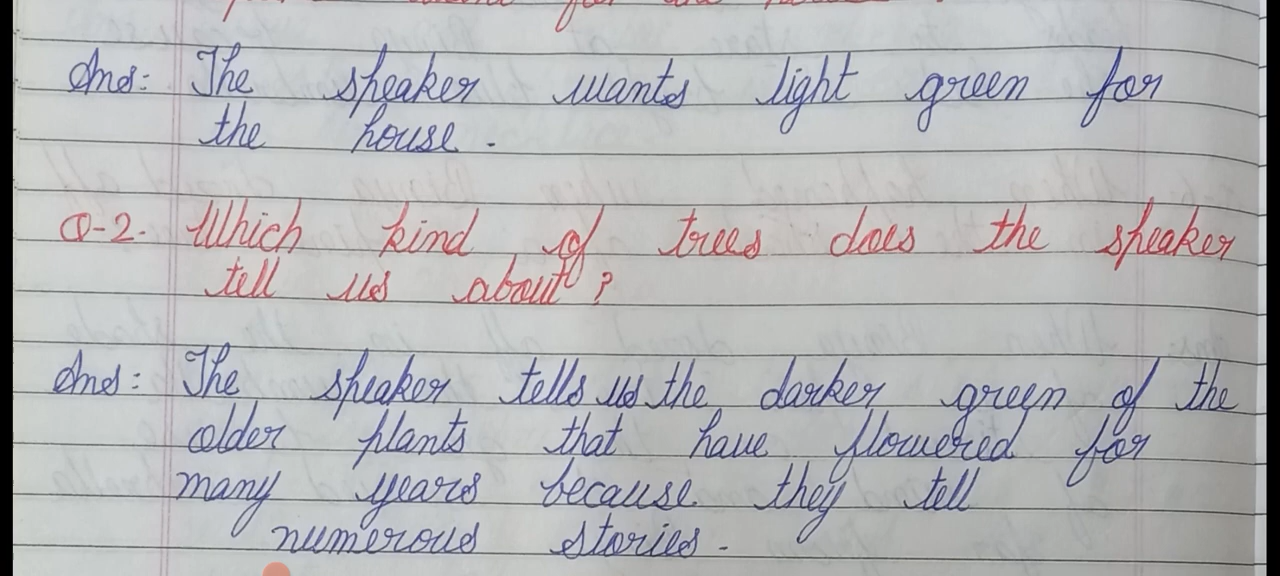 Ans: The speaker wants light green for
the house.
Q-2. Which kind of trees does the speaker
tell us about?
Ans: The speaker tells us the darker green of the
older plants that have flowered for
many years because they tell
numerous stories.